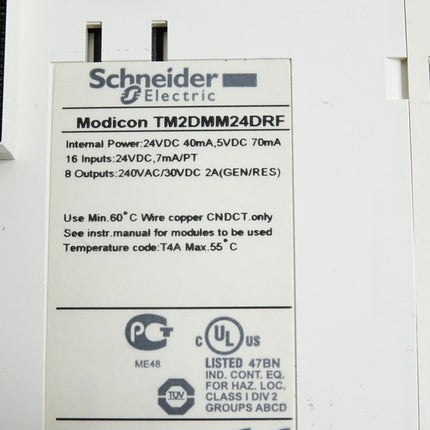 Schneider
Electric
Modicon TM2DMM24DRF
Internal Power:24VDC 40mA,5VDC 70mA
16 Inputs:24VDC,7mA/PT
8 Outputs:240VAC/30VDC 2A(GEN/RES)
Use Min.60°C Wire copper CNDCT.only
See instr.manual for modules to be used
Temperature code:T4A Max.55°C
PCT
ME48
TÜV
C UL US
LISTED 47BN
IND. CONT. EQ.
FOR HAZ. LOC.
CLASS I DIV 2
GROUPS ABCD